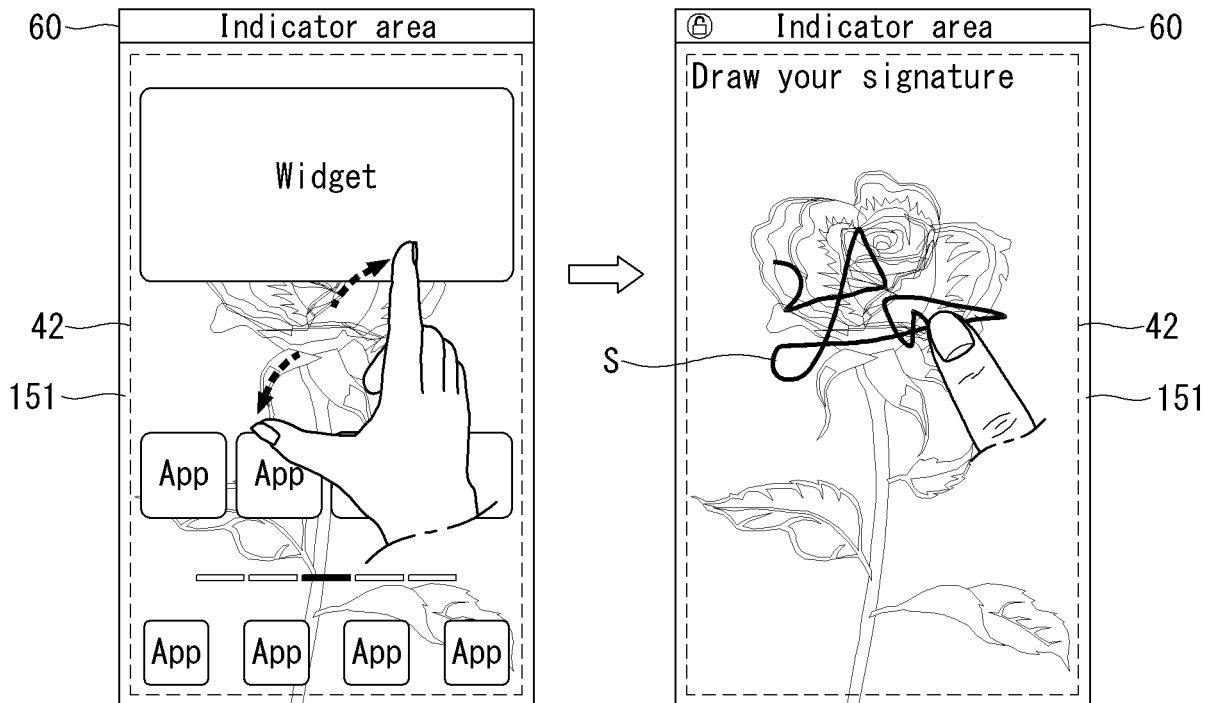 60
Indicator area
Widget
42
151
App
App
App
App
App
App
Indicator area
60
Draw your signature
42
S
151